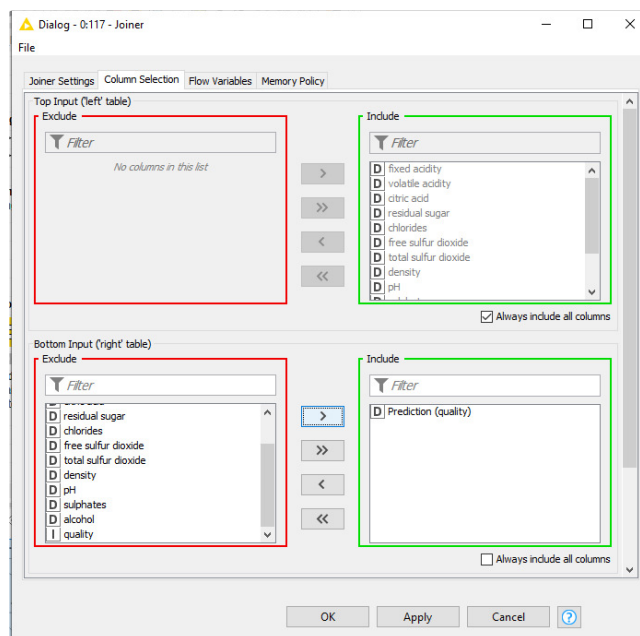 Dialog - 0:117 - Joiner
File
Joiner Settings Column Selection Flow Variables Memory Policy
Top Input ('left' table)
Exclude
Filter
No columns in this list
>
>>
<
<<
Include
Filter
D fixed acidity
D volatile acidity
D citric acid
D residual sugar
D chlorides
D free sulfur dioxide
D total sulfur dioxide
D density
D pH
Always include all columns
Bottom Input ('right' table)
Exclude
Filter
D residual sugar
D chlorides
D free sulfur dioxide
D total sulfur dioxide
D density
D pH
D sulphates
D alcohol
I quality
>
>>
<
<<
Include
Filter
D Prediction (quality)
Always include all columns
OK Apply Cancel ?